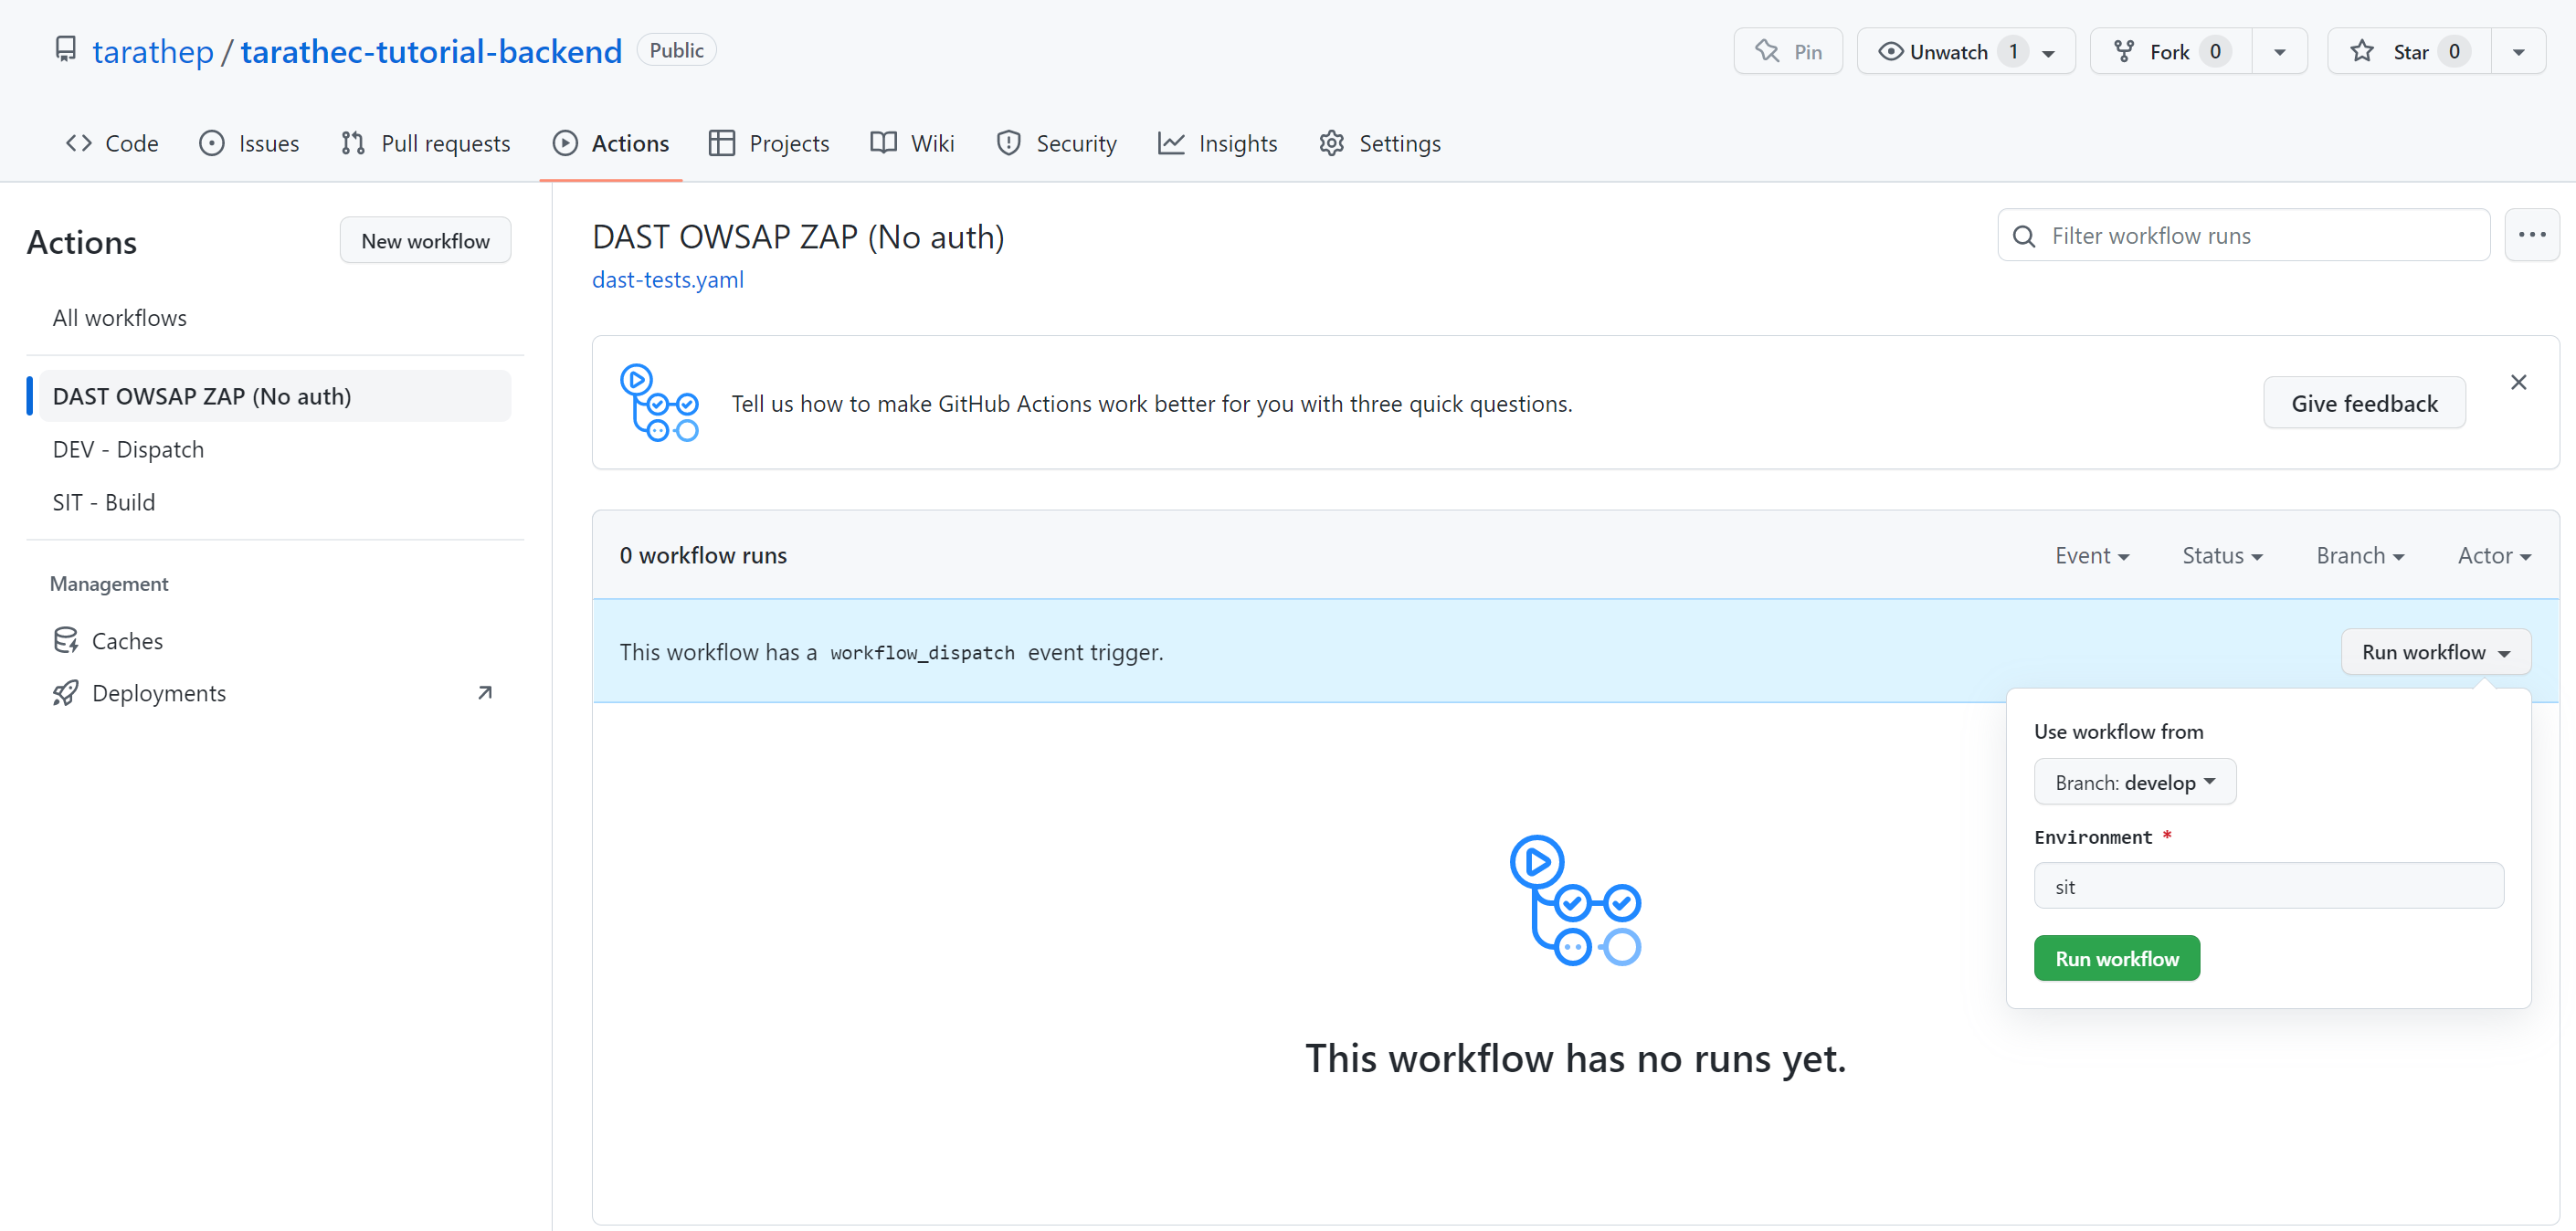 tarathep / tarathec-tutorial-backend Public
Pin
Unwatch 1
Fork 0
Star 0
Code
Issues
Pull requests
Actions
Projects
Wiki
Security
Insights
Settings
Actions
New workflow
All workflows
DAST OWSAP ZAP (No auth)
DEV - Dispatch
SIT - Build
Management
Caches
Deployments
DAST OWSAP ZAP (No auth)
dast-tests.yaml
Filter workflow runs
Tell us how to make GitHub Actions work better for you with three quick questions.
Give feedback
0 workflow runs
Event
Status
Branch
Actor
This workflow has a workflow_dispatch event trigger.
Run workflow
Use workflow from
Branch: develop
Environment *
sit
Run workflow
This workflow has no runs yet.